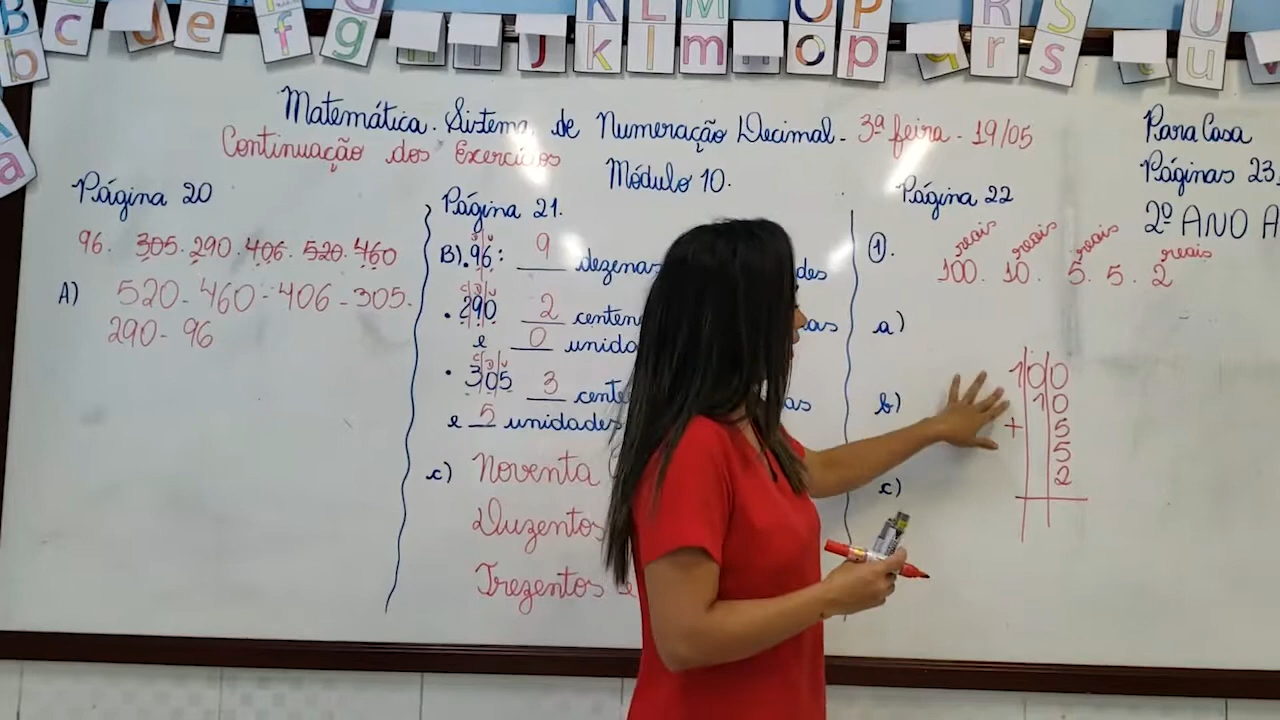 B c d e f g j K L M O P R S U
b k l m o p r s u
a
Matemática. Sistema de Numeração Decimal - 3ª feira - 19/05
Continuação dos Exercícios
Módulo 10.
Página 20
96. 305. 290. 406. 520. 460
A) 520 - 460 - 406 - 305.
290 - 96
Página 21.
C D U
B). 96: 9 dezenas
C D U
. 290 2
e 0
C D U
. 305 3
e 5 unidades
c) Noventa
Duzentos
Trezentos e
Página 22
1. reais reais reais reais
100. 10. 5. 5. 2
a)
b)
c)
100
10
+ 5
5
2
Para Casa
Páginas 23
2º ANO A